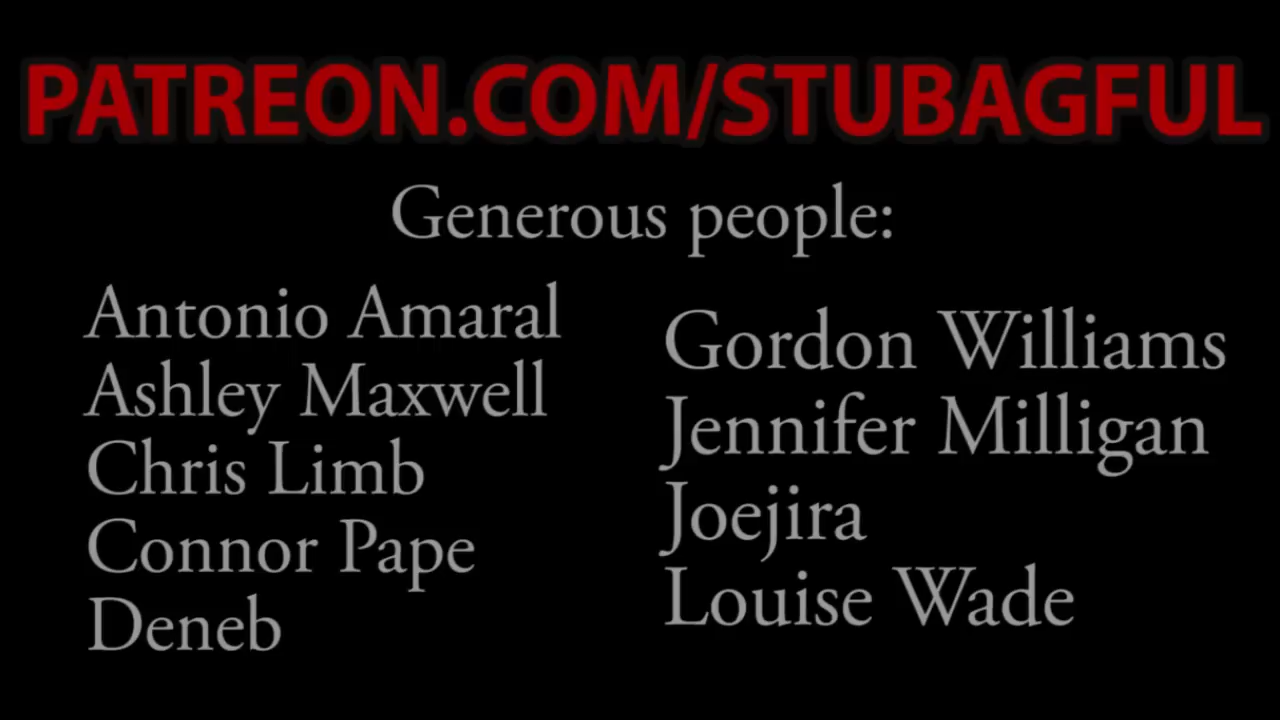 PATREON.COM/STUBAGFUL
Generous people:
Antonio Amaral
Ashley Maxwell
Chris Limb
Connor Pape
Deneb
Gordon Williams
Jennifer Milligan
Joejira
Louise Wade